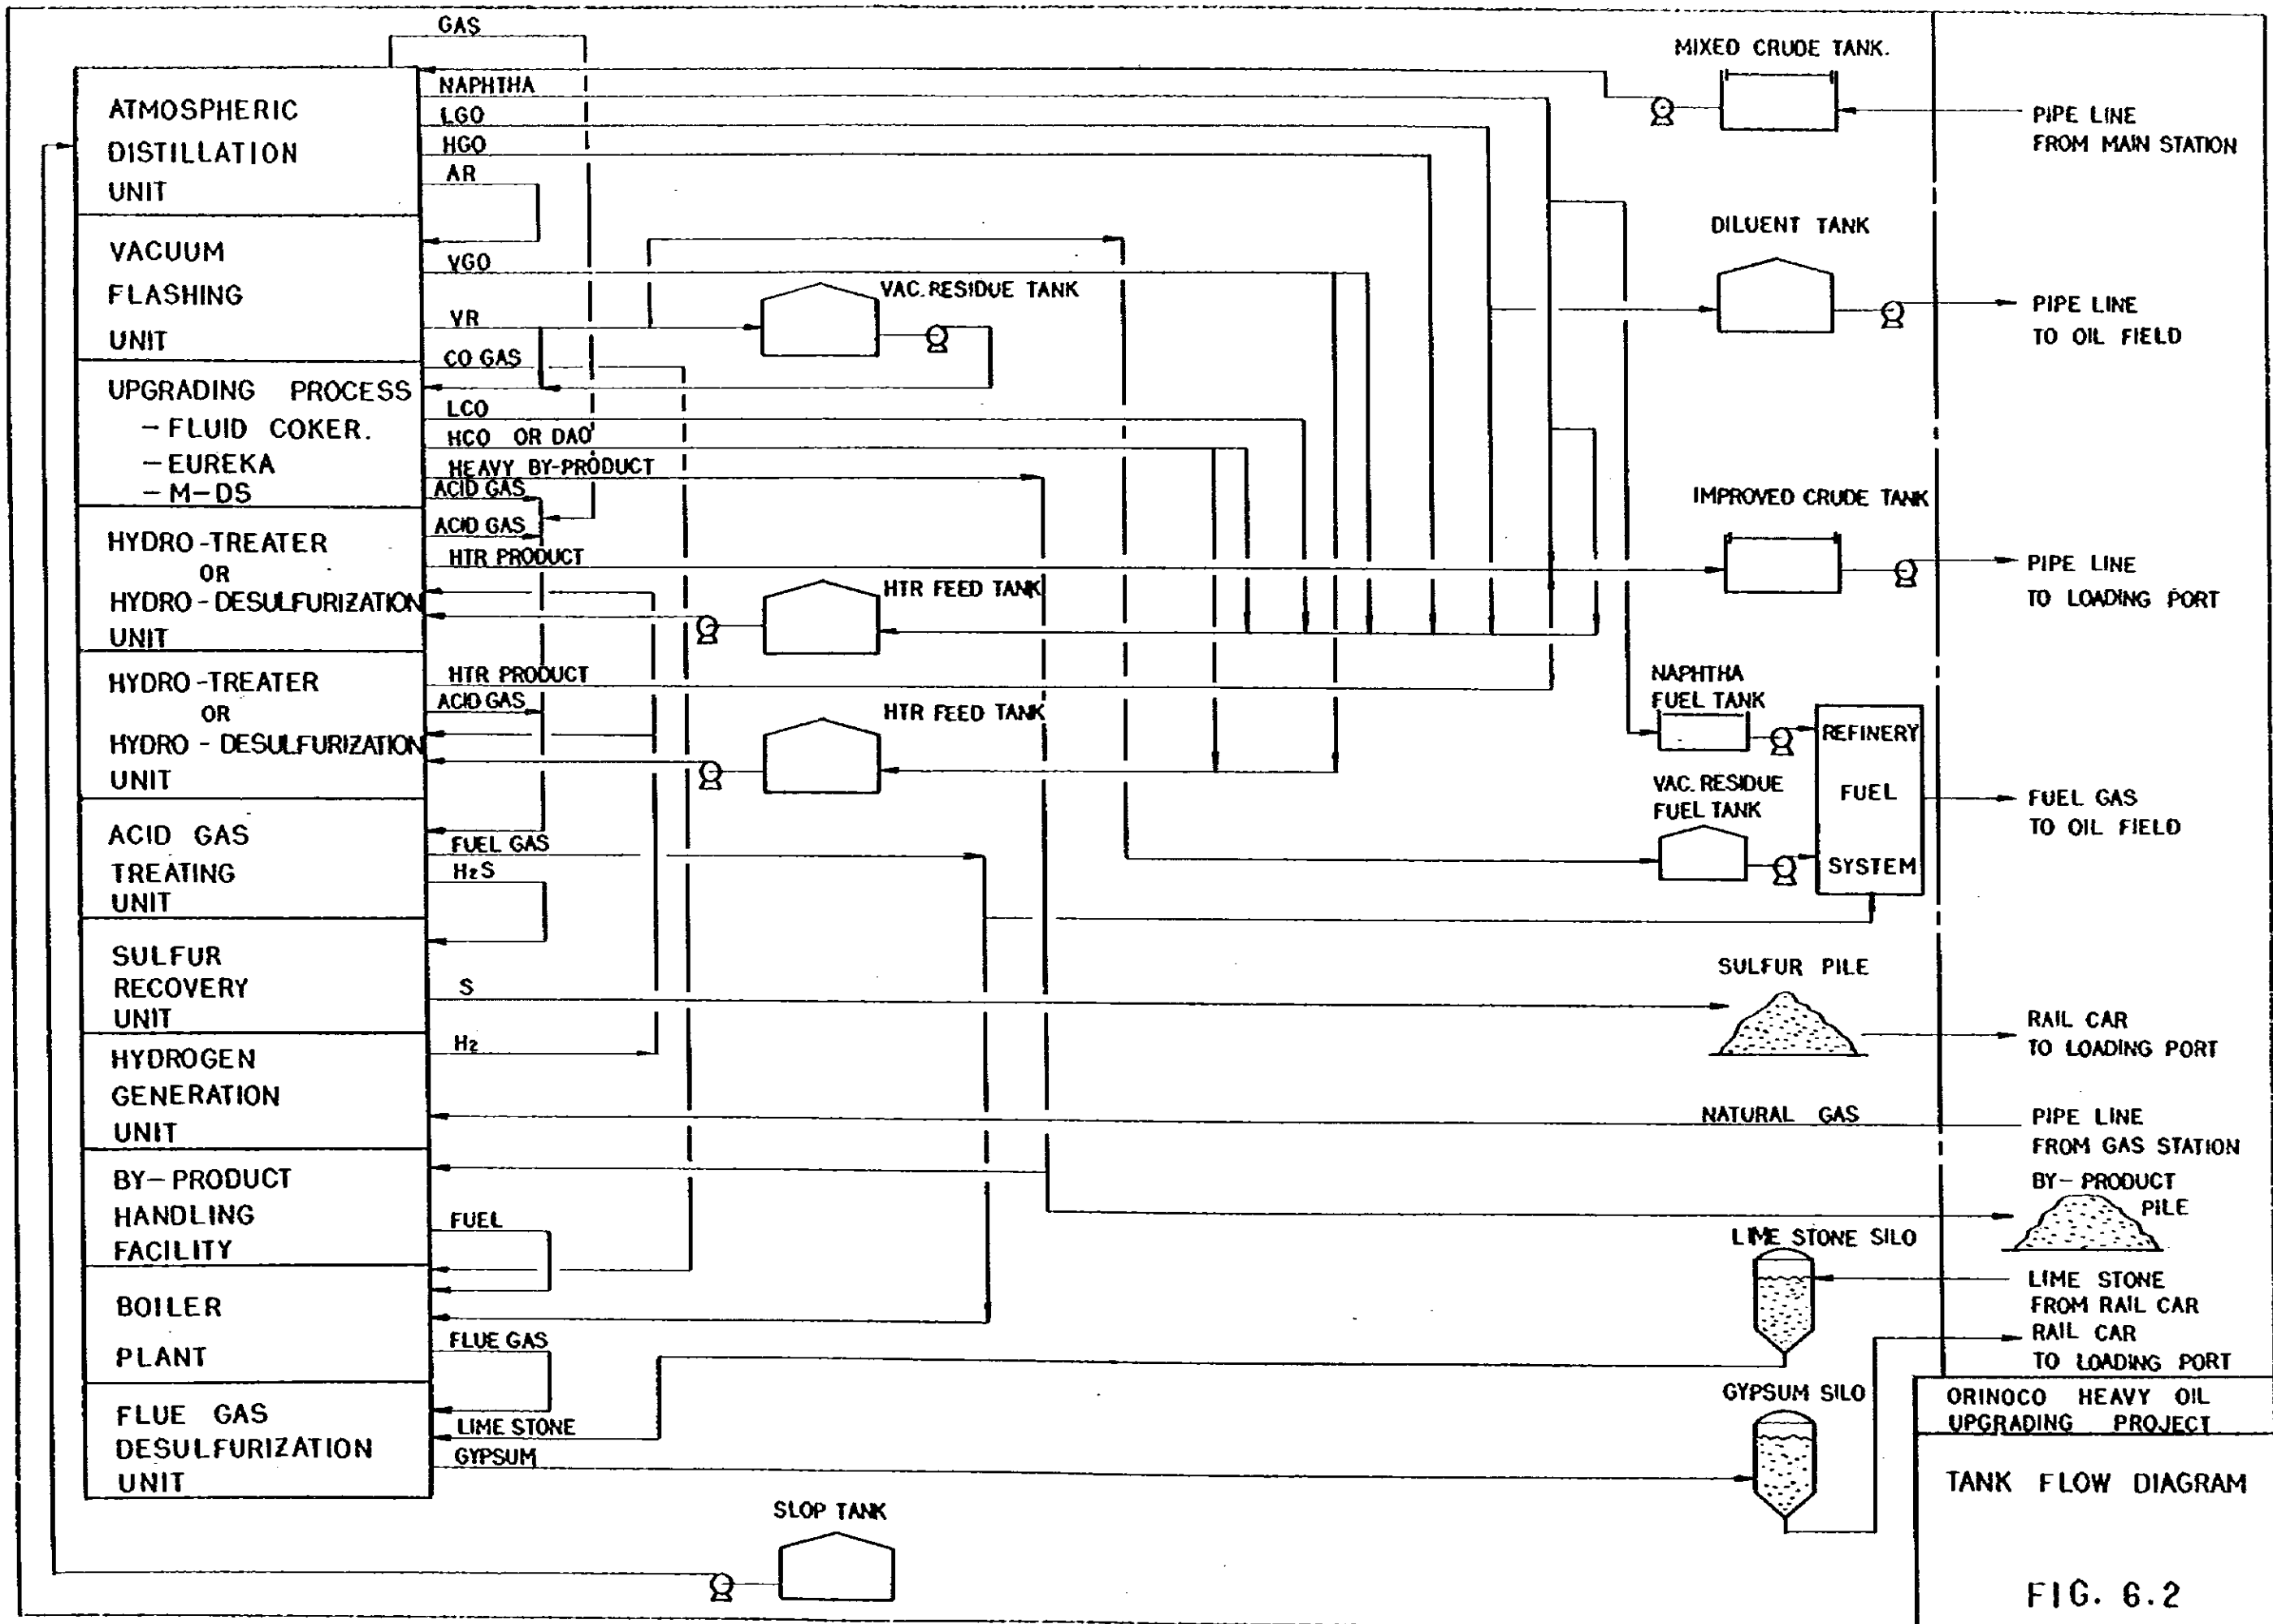 GAS
MIXED CRUDE TANK.
ATMOSPHERIC
DISTILLATION
UNIT
NAPHTHA
LGO
HGO
AR
PIPE LINE
FROM MAIN STATION
VACUUM
FLASHING
UNIT
VGO
VR
VAC. RESIDUE TANK
DILUENT TANK
PIPE LINE
TO OIL FIELD
CO GAS
UPGRADING PROCESS
- FLUID COKER.
- EUREKA
- M-DS
LCO
HCO OR DAO
HEAVY BY-PRODUCT
ACID GAS
IMPROVED CRUDE TANK
ACID GAS
HYDRO-TREATER
OR
HYDRO-DESULFURIZATION
UNIT
HTR PRODUCT
HTR FEED TANK
PIPE LINE
TO LOADING PORT
HYDRO-TREATER
OR
HYDRO-DESULFURIZATION
UNIT
HTR PRODUCT
ACID GAS
HTR FEED TANK
NAPHTHA
FUEL TANK
REFINERY
FUEL
SYSTEM
VAC. RESIDUE
FUEL TANK
FUEL GAS
TO OIL FIELD
ACID GAS
TREATING
UNIT
FUEL GAS
H2S
SULFUR
RECOVERY
UNIT
S
SULFUR PILE
RAIL CAR
TO LOADING PORT
HYDROGEN
GENERATION
UNIT
H2
NATURAL GAS
PIPE LINE
FROM GAS STATION
BY-PRODUCT
HANDLING
FACILITY
FUEL
BY-PRODUCT
PILE
LIME STONE SILO
LIME STONE
FROM RAIL CAR
RAIL CAR
TO LOADING PORT
BOILER
PLANT
FLUE GAS
GYPSUM SILO
FLUE GAS
DESULFURIZATION
UNIT
LIME STONE
GYPSUM
SLOP TANK
ORINOCO HEAVY OIL
UPGRADING PROJECT
TANK FLOW DIAGRAM
FIG. 6.2